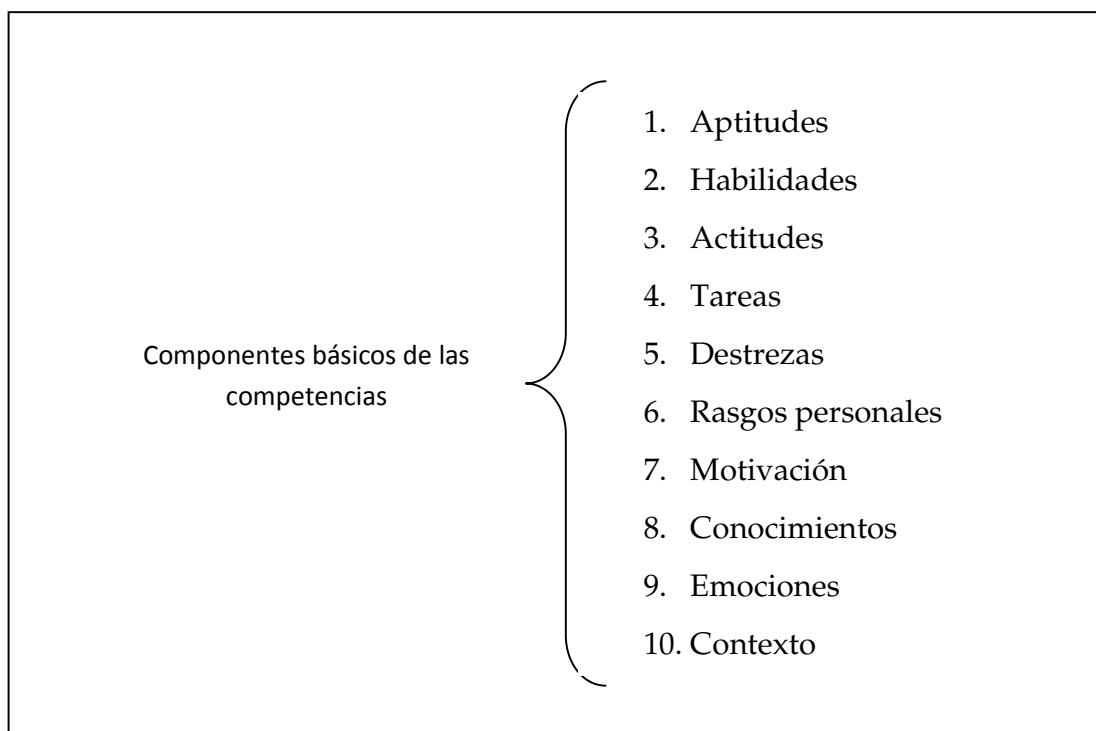 Componentes básicos de las
competencias
1. Aptitudes
2. Habilidades
3. Actitudes
4. Tareas
5. Destrezas
6. Rasgos personales
7. Motivación
8. Conocimientos
9. Emociones
10. Contexto